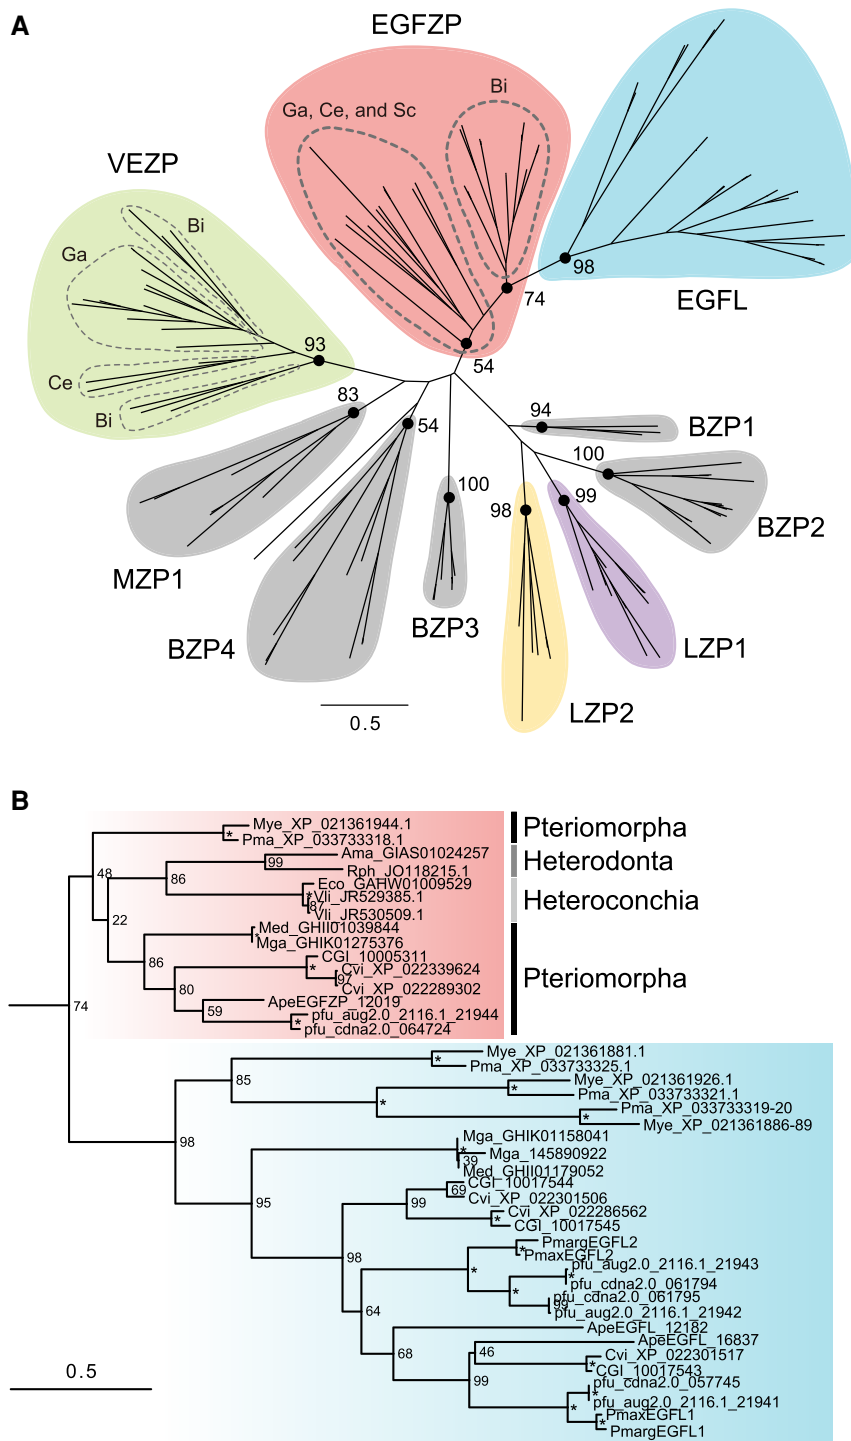 A
EGFZP
Bi
Ga, Ce, and Sc
VEZP
Bi
Ga
98
EGFL
74
93
54
Ce
Bi
83
54
94
BZP1
100
100
98
99
BZP2
MZP1
BZP3
BZP4
LZP1
LZP2
0.5
B
Mye_XP_021361944.1
*
Pma_XP_033733318.1
Pteriomorpha
Ama_GIAS01024257
99
Rph_JO118215.1
Heterodonta
48
86
Eco_GAHW01009529
*
Vli_JR529385.1
87
Vli_JR530509.1
Heteroconchia
22
Med_GHII01039844
*
Mga_GHIK01275376
86
CGI_10005311
*
Cvi_XP_022339624
97
Cvi_XP_022289302
80
Pteriomorpha
ApeEGFZP_12019
59
pfu_aug2.0_2116.1_21944
*
pfu_cdna2.0_064724
74
Mye_XP_021361881.1
*
Pma_XP_033733325.1
85
Mye_XP_021361926.1
*
Pma_XP_033733321.1
*
Pma_XP_033733319-20
*
Mye_XP_021361886-89
98
Mga_GHIK01158041
*
Mga_145890922
39
Med_GHII01179052
95
CGI_10017544
69
Cvi_XP_022301506
99
Cvi_XP_022286562
*
CGI_10017545
98
PmargEGFL2
*
PmaxEGFL2
*
pfu_aug2.0_2116.1_21943
*
pfu_cdna2.0_061794
*
pfu_cdna2.0_061795
99
pfu_aug2.0_2116.1_21942
64
ApeEGFL_12182
68
ApeEGFL_16837
46
Cvi_XP_022301517
*
CGI_10017543
99
pfu_cdna2.0_057745
*
pfu_aug2.0_2116.1_21941
*
PmaxEGFL1
*
PmargEGFL1
0.5